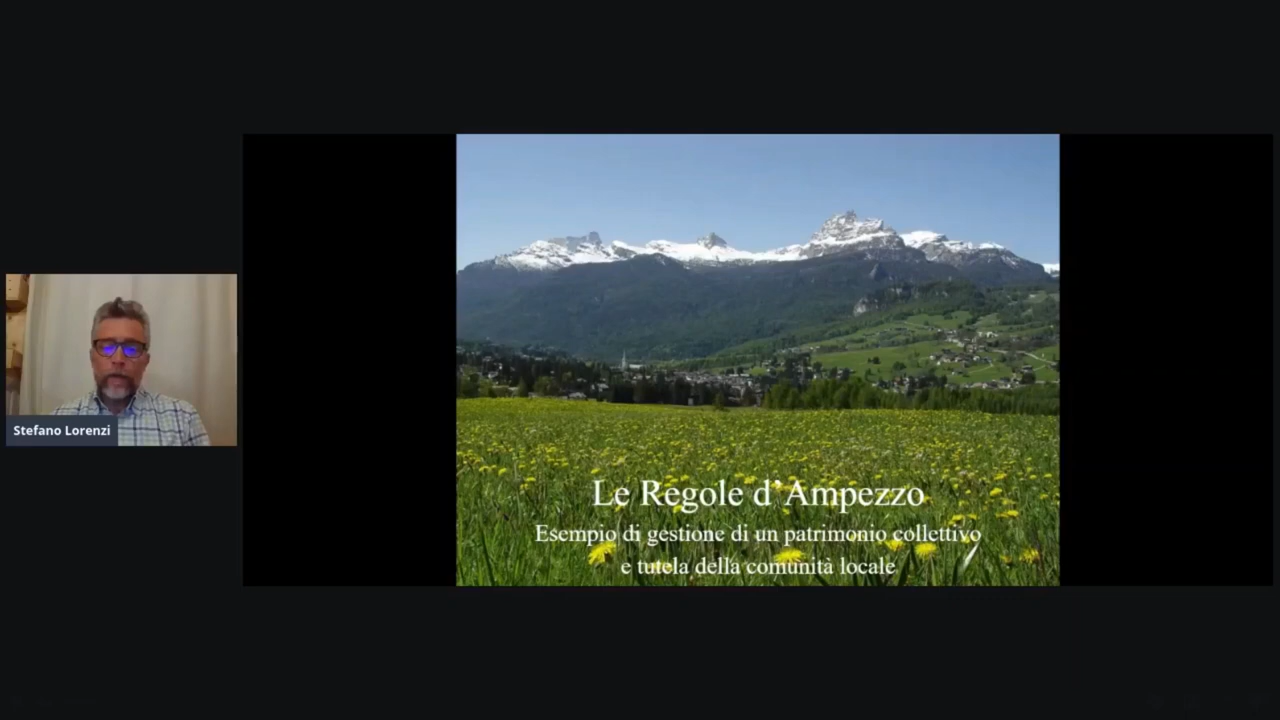 Stefano Lorenzi
Le Regole d'Ampezzo
Esempio di gestione di un patrimonio collettivo
e tutela della comunità locale